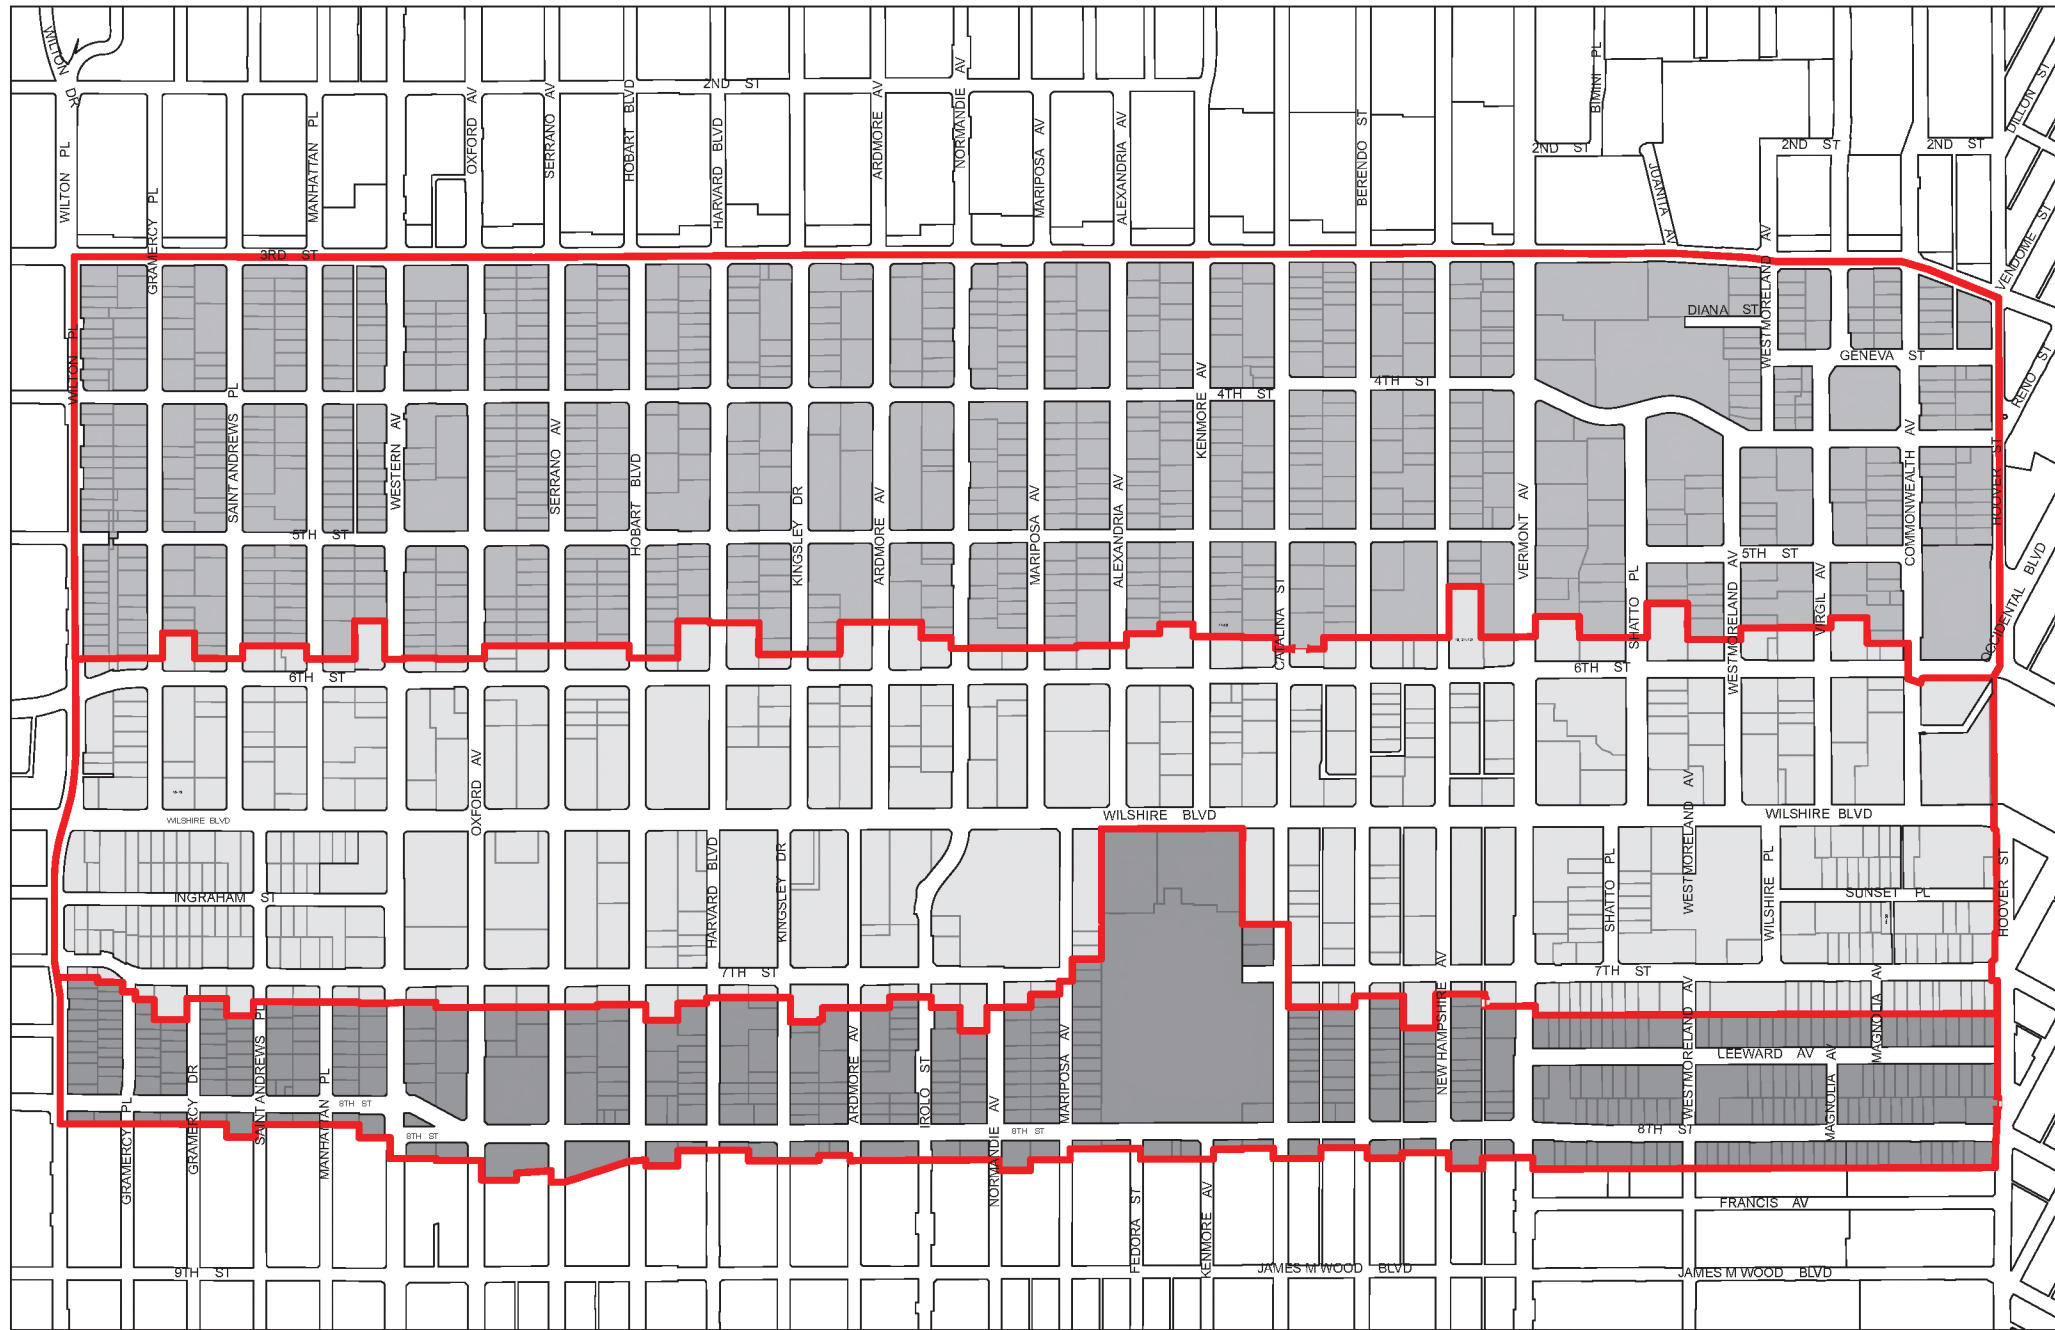 WILTON DR
WILTON PL
GRAMERCY PL
MANHATTAN PL
OXFORD AV
SERRANO AV
HOBART BLVD
HARVARD BLVD
2ND ST
ARDMORE AV
NORMANDIE AV
MARIPOSA AV
ALEXANDRIA AV
BERENDO ST
BIMINI PL
2ND ST
JUANITA AV
2ND ST
2ND ST
DILLON ST
VENDOME ST
3RD ST
WESTMORELAND AV
DIANA ST
GENEVA ST
RENO ST
WILTON PL
SAINT ANDREWS PL
WESTERN AV
SERRANO AV
HOBART BLVD
KINGSLEY DR
ARDMORE AV
MARIPOSA AV
ALEXANDRIA AV
KENMORE AV
4TH ST
4TH ST
VERMONT AV
COMMONWEALTH AV
HOOVER ST
5TH ST
5TH ST
CATALINA ST
SHATTO PL
WESTMORELAND AV
VIRGIL AV
OCCIDENTAL BLVD
6TH ST
6TH ST
OXFORD AV
WILSHIRE BLVD
WILSHIRE BLVD
WESTMORELAND AV
WILSHIRE BLVD
INGRAHAM ST
HARVARD BLVD
KINGSLEY DR
SHATTO PL
WILSHIRE PL
SUNSET PL
HOOVER ST
7TH ST
7TH ST
NEW HAMPSHIRE AV
WESTMORELAND AV
MAGNOLIA AV
LEEWARD AV
GRAMERCY PL
GRAMERCY DR
SAINT ANDREWS PL
MANHATTAN PL
8TH ST
8TH ST
ARDMORE AV
IROLO ST
NORMANDIE AV
8TH ST
MARIPOSA AV
MAGNOLIA AV
8TH ST
FEDORA ST
KENMORE AV
FRANCIS AV
9TH ST
JAMES M WOOD BLVD
JAMES M WOOD BLVD